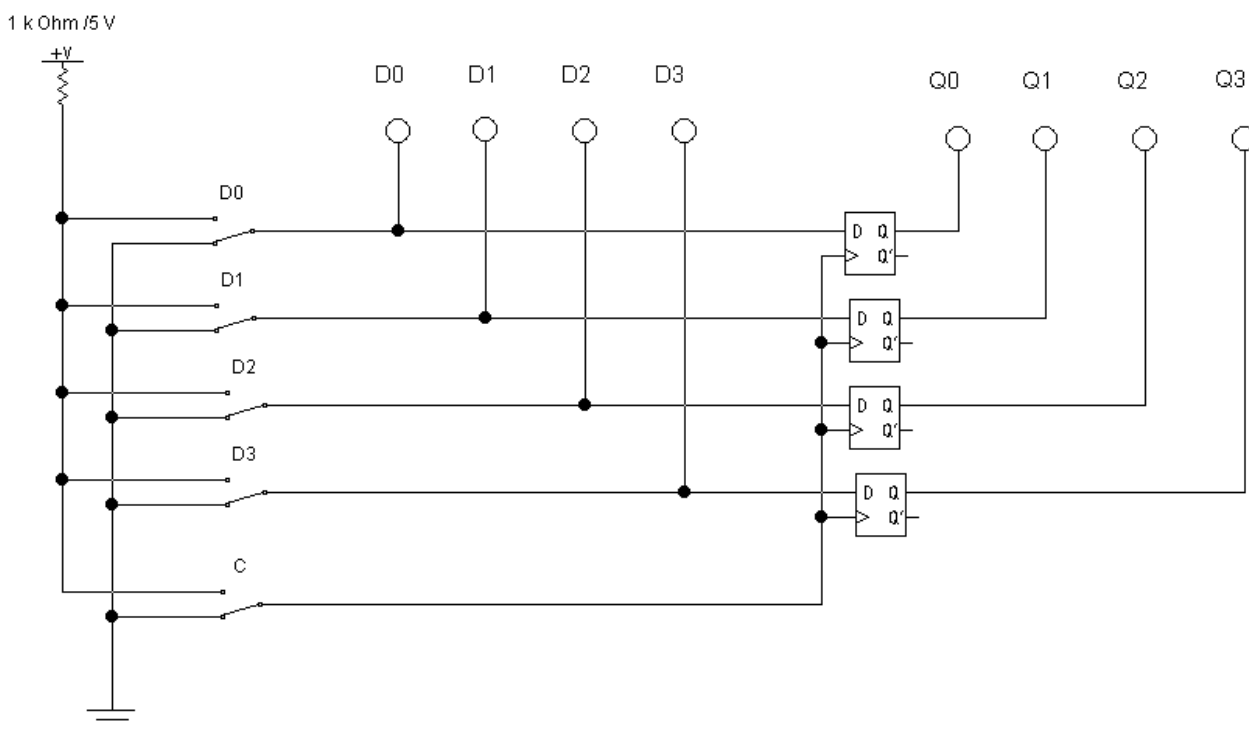 1 k Ohm /5 V
+V
D0 D1 D2 D3
Q0 Q1 Q2 Q3
D0
D Q
Q'
D1
D Q
Q'
D2
D Q
Q'
D3
D Q
Q'
C